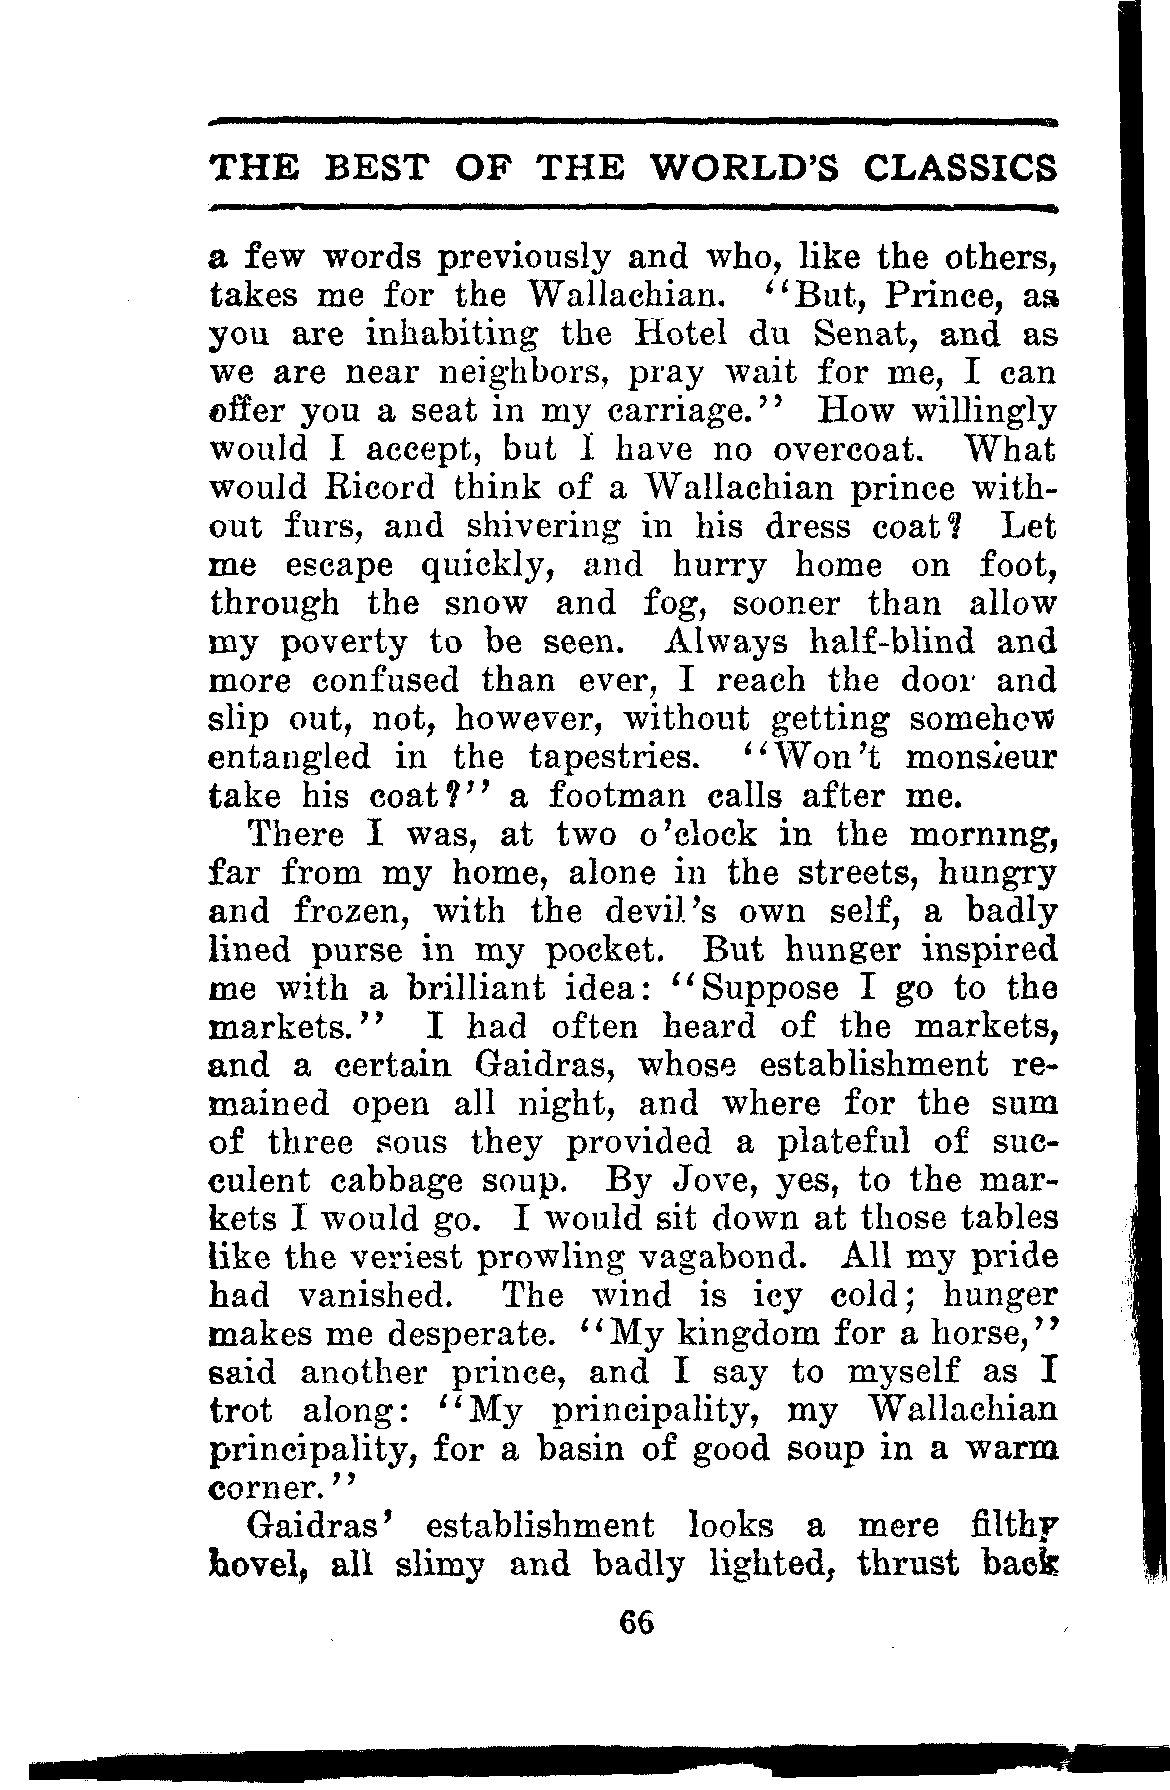 THE BEST OF THE WORLD'S CLASSICS
a few words previously and who, like the others,
takes me for the Wallachian. "But, Prince, as
you are inhabiting the Hotel du Senat, and as
we are near neighbors, pray wait for me, I can
offer you a seat in my carriage." How willingly
would I accept, but I have no overcoat. What
would Ricord think of a Wallachian prince with-
out furs, and shivering in his dress coat? Let
me escape quickly, and hurry home on foot,
through the snow and fog, sooner than allow
my poverty to be seen. Always half-blind and
more confused than ever, I reach the door and
slip out, not, however, without getting somehow
entangled in the tapestries. "Won't monsieur
take his coat?" a footman calls after me.
There I was, at two o'clock in the morning,
far from my home, alone in the streets, hungry
and frozen, with the devil's own self, a badly
lined purse in my pocket. But hunger inspired
me with a brilliant idea: "Suppose I go to the
markets." I had often heard of the markets,
and a certain Gaidras, whose establishment re-
mained open all night, and where for the sum
of three sous they provided a plateful of suc-
culent cabbage soup. By Jove, yes, to the mar-
kets I would go. I would sit down at those tables
like the veriest prowling vagabond. All my pride
had vanished. The wind is icy cold; hunger
makes me desperate. "My kingdom for a horse,"
said another prince, and I say to myself as I
trot along: "My principality, my Wallachian
principality, for a basin of good soup in a warm
corner."
Gaidras' establishment looks a mere filthy
hovel, all slimy and badly lighted, thrust back
66